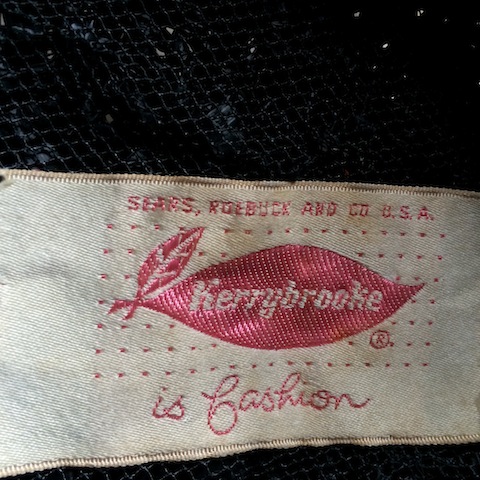 SEARS, ROEBUCK AND CO U.S.A.
Kerrybrooke
®
is fashion